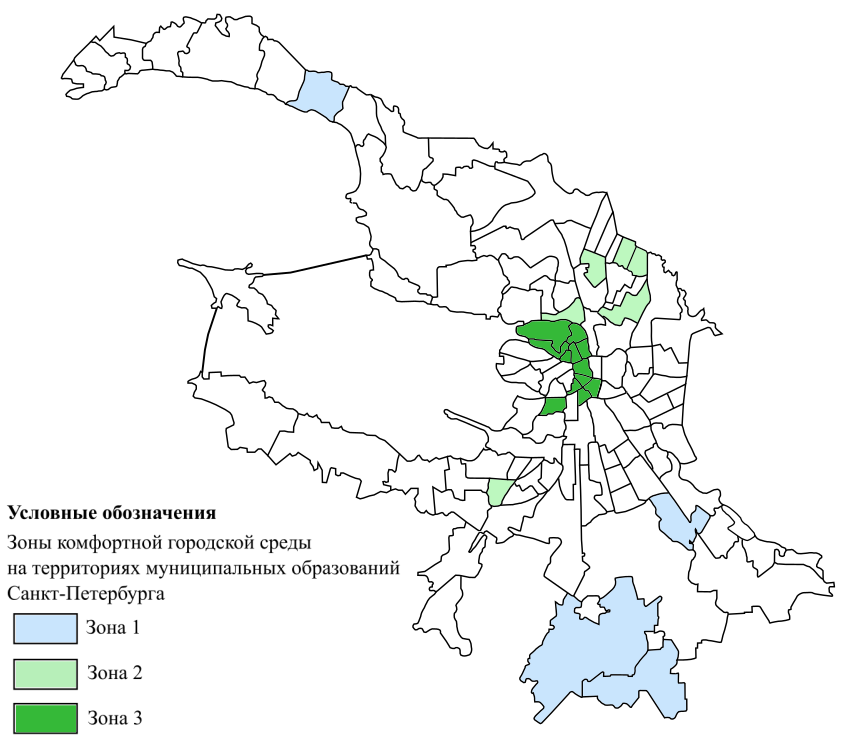 Условные обозначения
Зоны комфортной городской среды
на территориях муниципальных образований
Санкт-Петербурга
Зона 1
Зона 2
Зона 3